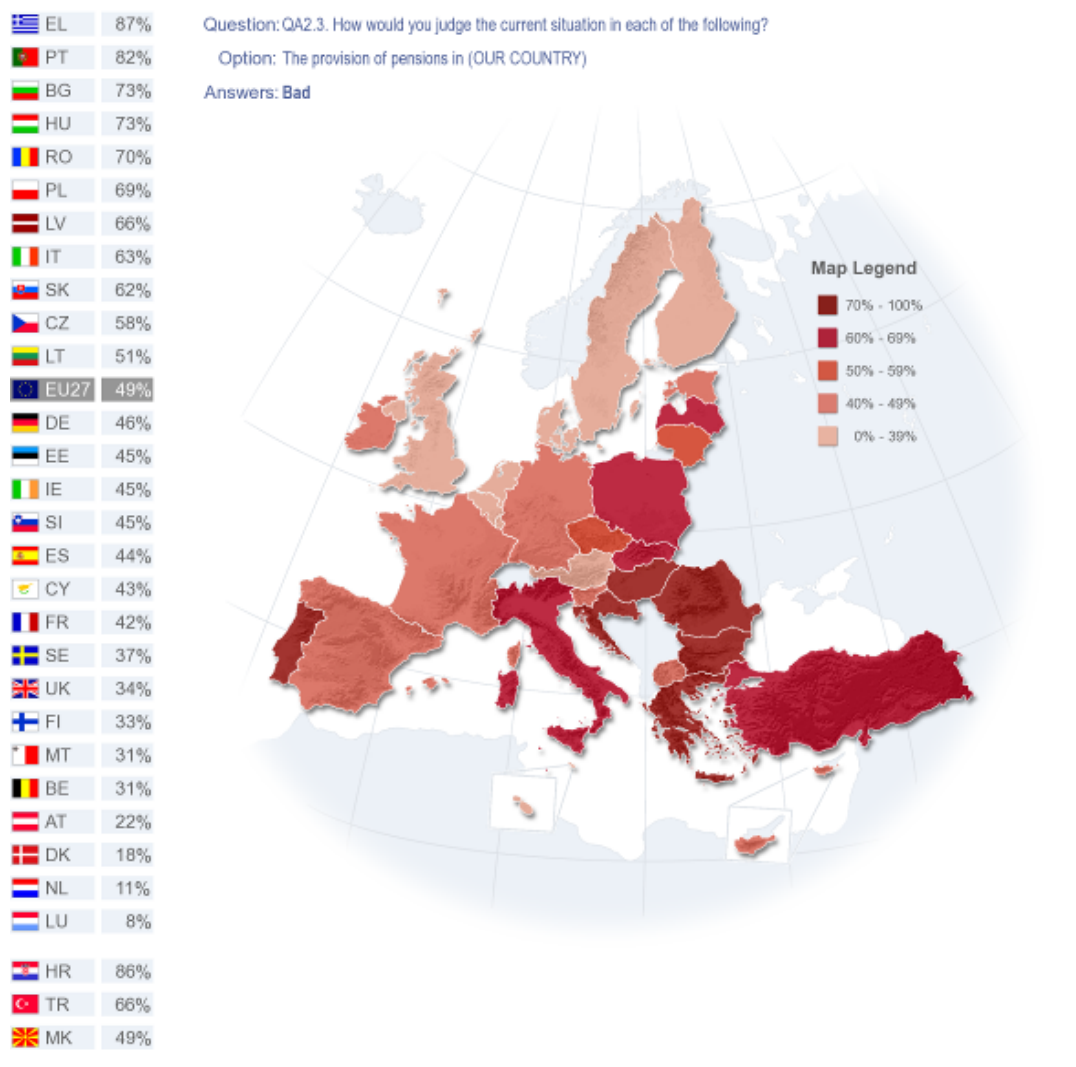 Question: QA2.3. How would you judge the current situation in each of the following?
Option: The provision of pensions in (OUR COUNTRY)
Answers: Bad
EL 87%
PT 82%
BG 73%
HU 73%
RO 70%
PL 69%
LV 66%
IT 63%
SK 62%
CZ 58%
LT 51%
EU27 49%
DE 46%
EE 45%
IE 45%
SI 45%
ES 44%
CY 43%
FR 42%
SE 37%
UK 34%
FI 33%
MT 31%
BE 31%
AT 22%
DK 18%
NL 11%
LU 8%
HR 86%
TR 66%
MK 49%
Map Legend
70% - 100%
60% - 69%
50% - 59%
40% - 49%
0% - 39%